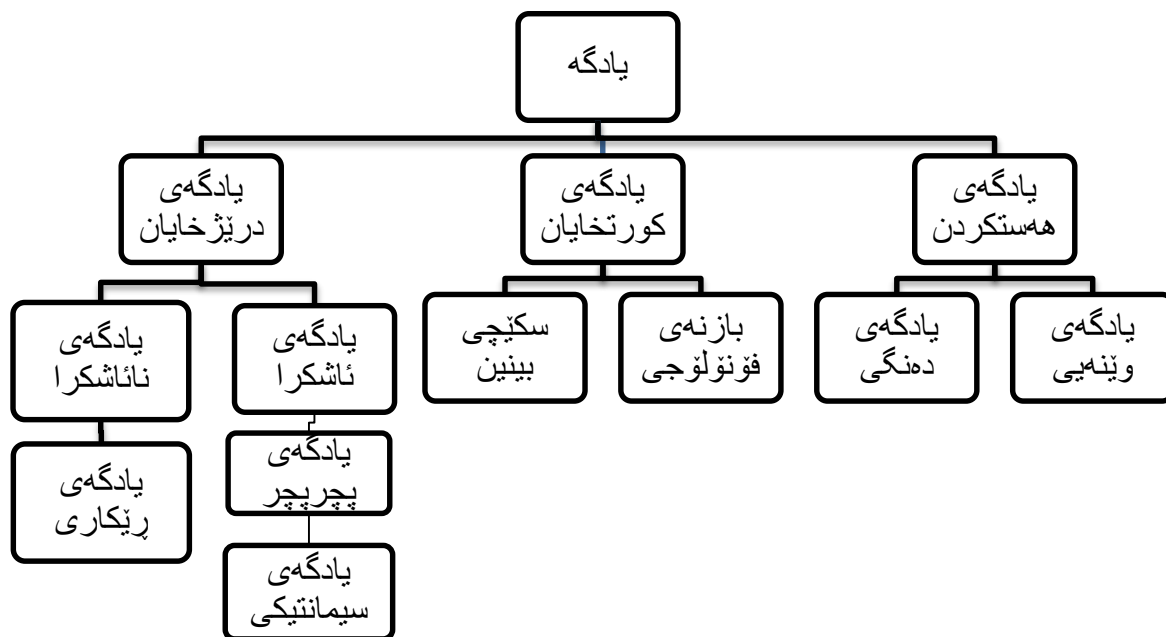 یادگه
یادگەی
هەستکردن
یادگەی
کورتخایان
یادگەی
درێژخایان
یادگەی
وێنەیی
یادگەی
دەنگی
بازنەی
فۆنۆلۆجی
سکێچی
بینین
یادگەی
ئاشکرا
یادگەی
نائاشکرا
یادگەی
پچرپچر
یادگەی
سیمانتیکی
یادگەی
ڕێکاری